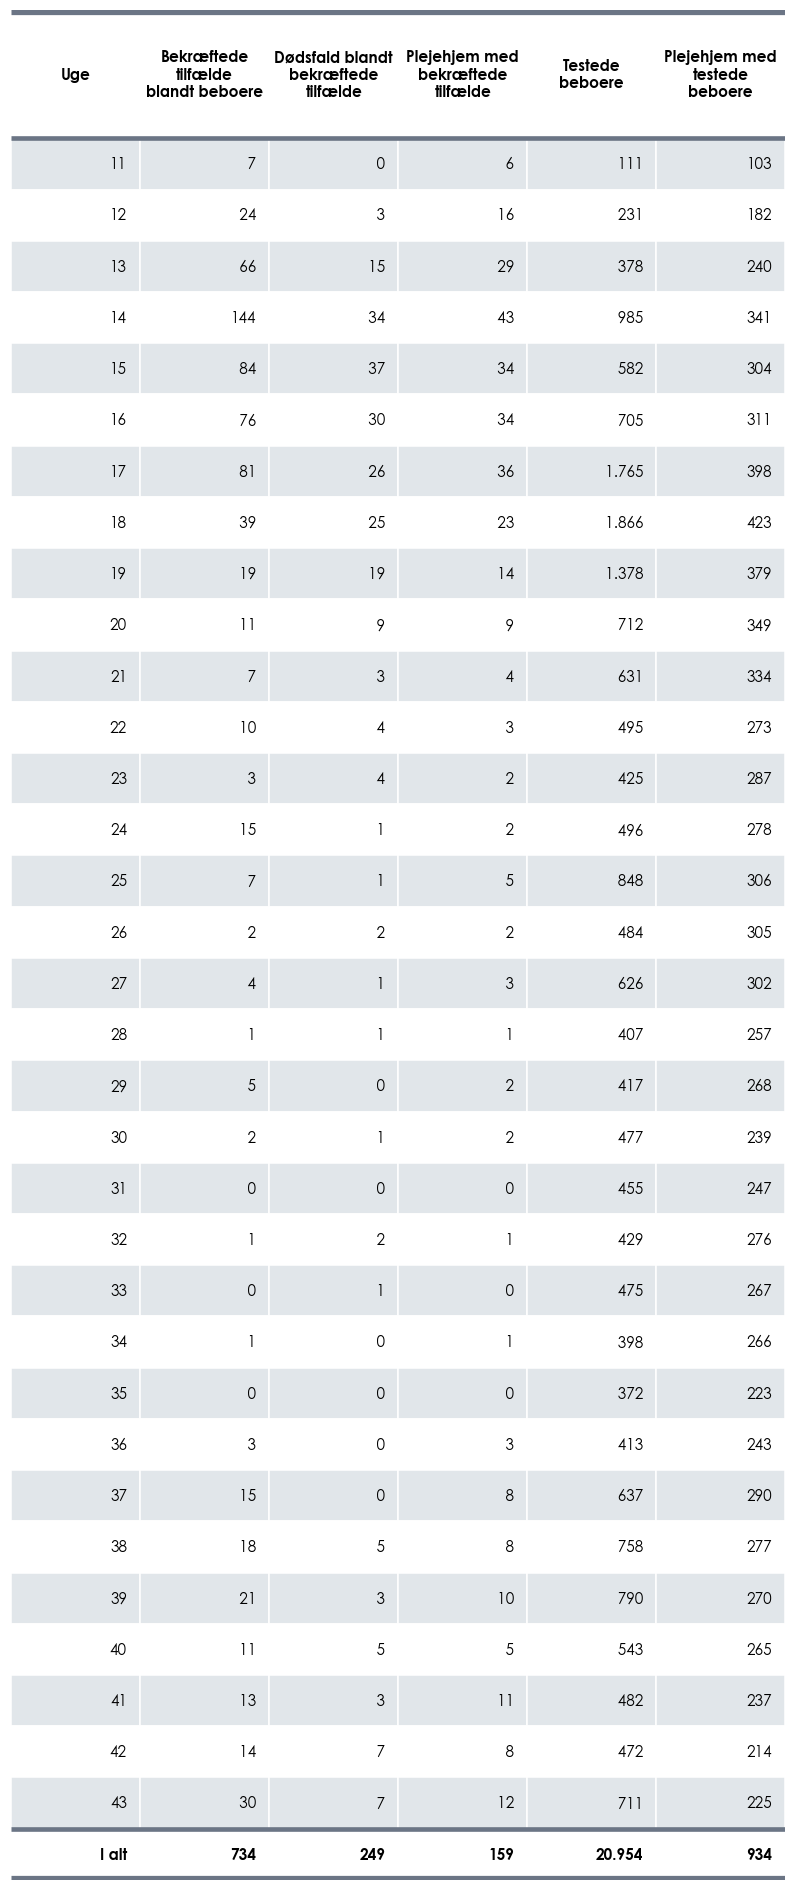 Uge Bekræftede tilfælde blandt beboere Dødsfald blandt bekræftede tilfælde Plejehjem med bekræftede tilfælde Testede beboere Plejehjem med testede beboere
11 7 0 6 111 103
12 24 3 16 231 182
13 66 15 29 378 240
14 144 34 43 985 341
15 84 37 34 582 304
16 76 30 34 705 311
17 81 26 36 1.765 398
18 39 25 23 1.866 423
19 19 19 14 1.378 379
20 11 9 9 712 349
21 7 3 4 631 334
22 10 4 3 495 273
23 3 4 2 425 287
24 15 1 2 496 278
25 7 1 5 848 306
26 2 2 2 484 305
27 4 1 3 626 302
28 1 1 1 407 257
29 5 0 2 417 268
30 2 1 2 477 239
31 0 0 0 455 247
32 1 2 1 429 276
33 0 1 0 475 267
34 1 0 1 398 266
35 0 0 0 372 223
36 3 0 3 413 243
37 15 0 8 637 290
38 18 5 8 758 277
39 21 3 10 790 270
40 11 5 5 543 265
41 13 3 11 482 237
42 14 7 8 472 214
43 30 7 12 711 225
I alt 734 249 159 20.954 934